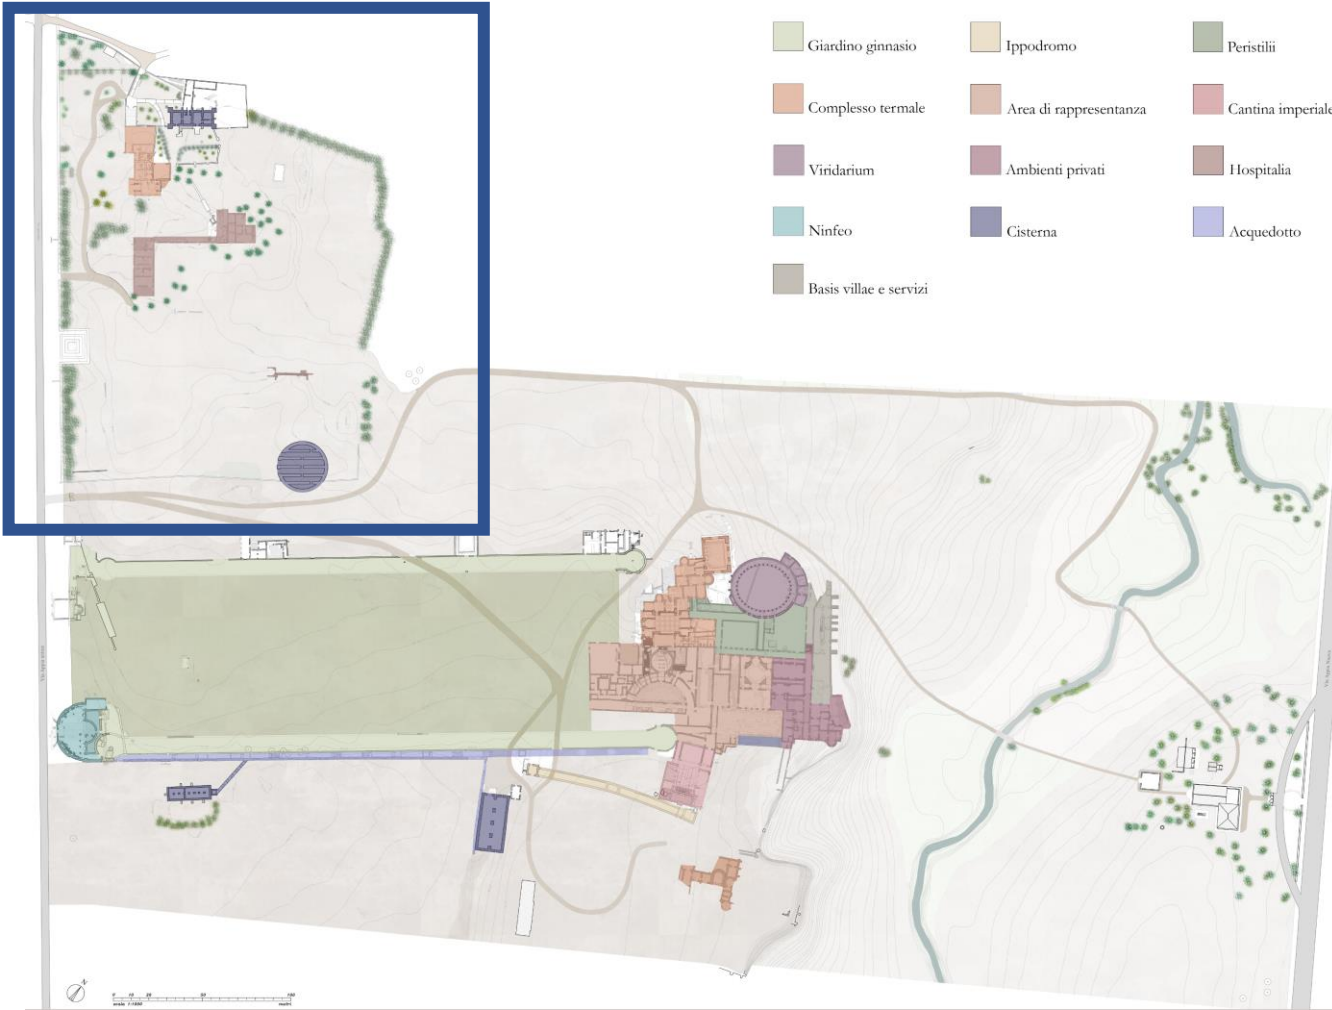 Giardino ginnasio
Ippodromo
Peristilii
Complesso termale
Area di rappresentanza
Cantina imperiale
Viridarium
Ambienti privati
Hospitalia
Ninfeo
Cisterna
Acquedotto
Basis villae e servizi
N